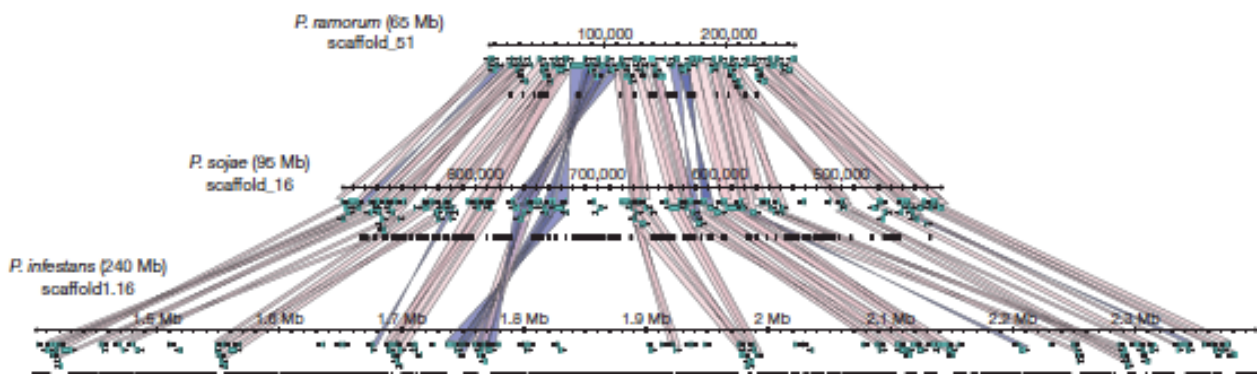 P. ramorum (65 Mb)
scaffold_51
100,000 200,000
P. sojae (95 Mb)
scaffold_16
800,000 700,000 600,000 500,000
P. infestans (240 Mb)
scaffold1.16
1.5 Mb 1.6 Mb 1.7 Mb 1.8 Mb 1.9 Mb 2 Mb 2.1 Mb 2.2 Mb 2.3 Mb